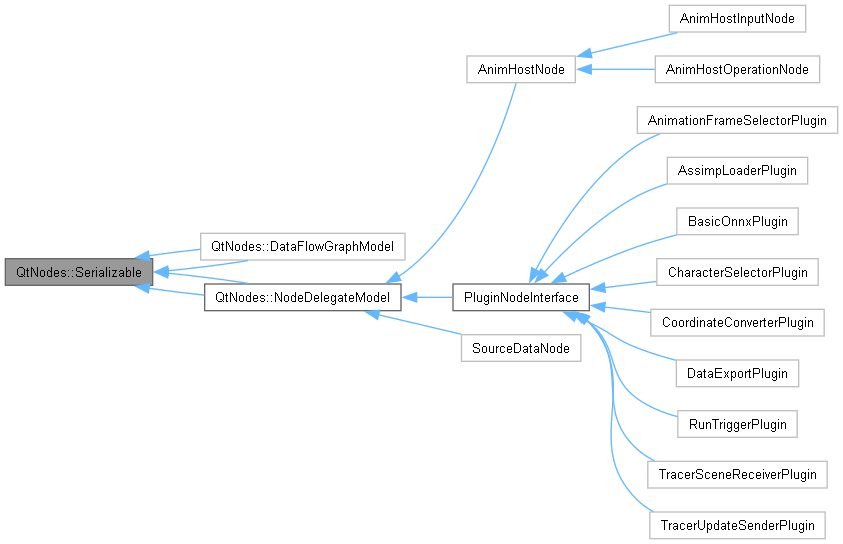 AnimHostInputNode
AnimHostNode
AnimHostOperationNode
AnimationFrameSelectorPlugin
AssimpLoaderPlugin
BasicOnnxPlugin
QtNodes::DataFlowGraphModel
QtNodes::Serializable
CharacterSelectorPlugin
QtNodes::NodeDelegateModel
PluginNodeInterface
CoordinateConverterPlugin
SourceDataNode
DataExportPlugin
RunTriggerPlugin
TracerSceneReceiverPlugin
TracerUpdateSenderPlugin